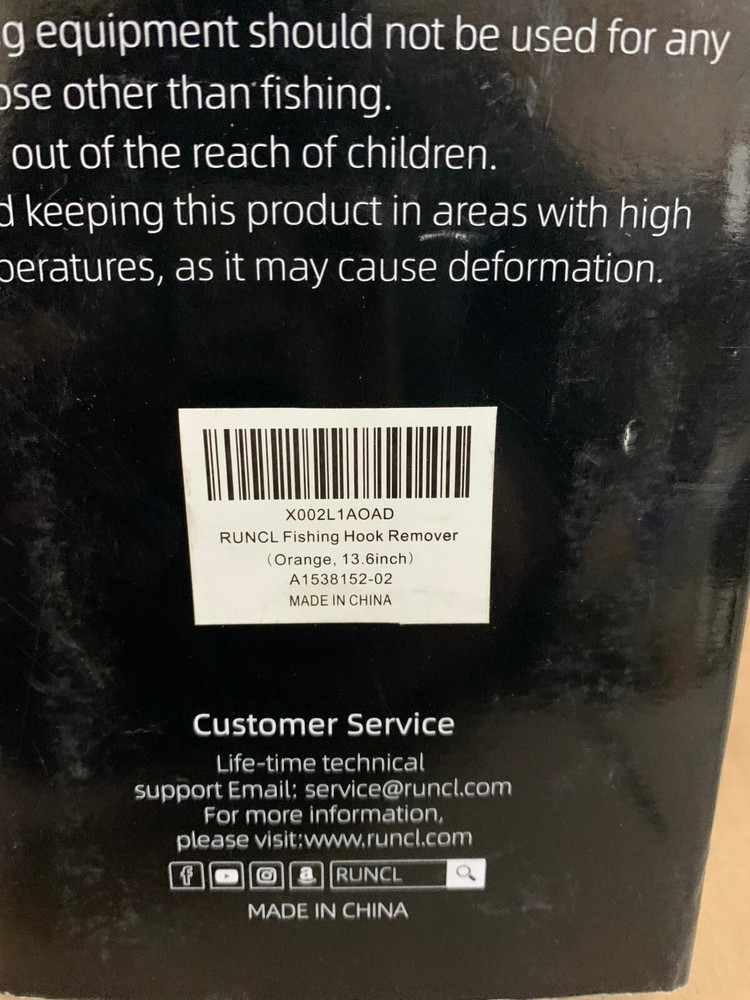 g equipment should not be used for any
ose other than fishing.
out of the reach of children.
d keeping this product in areas with high
peratures, as it may cause deformation.
X002L1AOAD
RUNCL Fishing Hook Remover
(Orange, 13.6inch)
A1538152-02
MADE IN CHINA
Customer Service
Life-time technical
support Email: service@runcl.com
For more information,
please visit:www.runcl.com
RUNCL
MADE IN CHINA